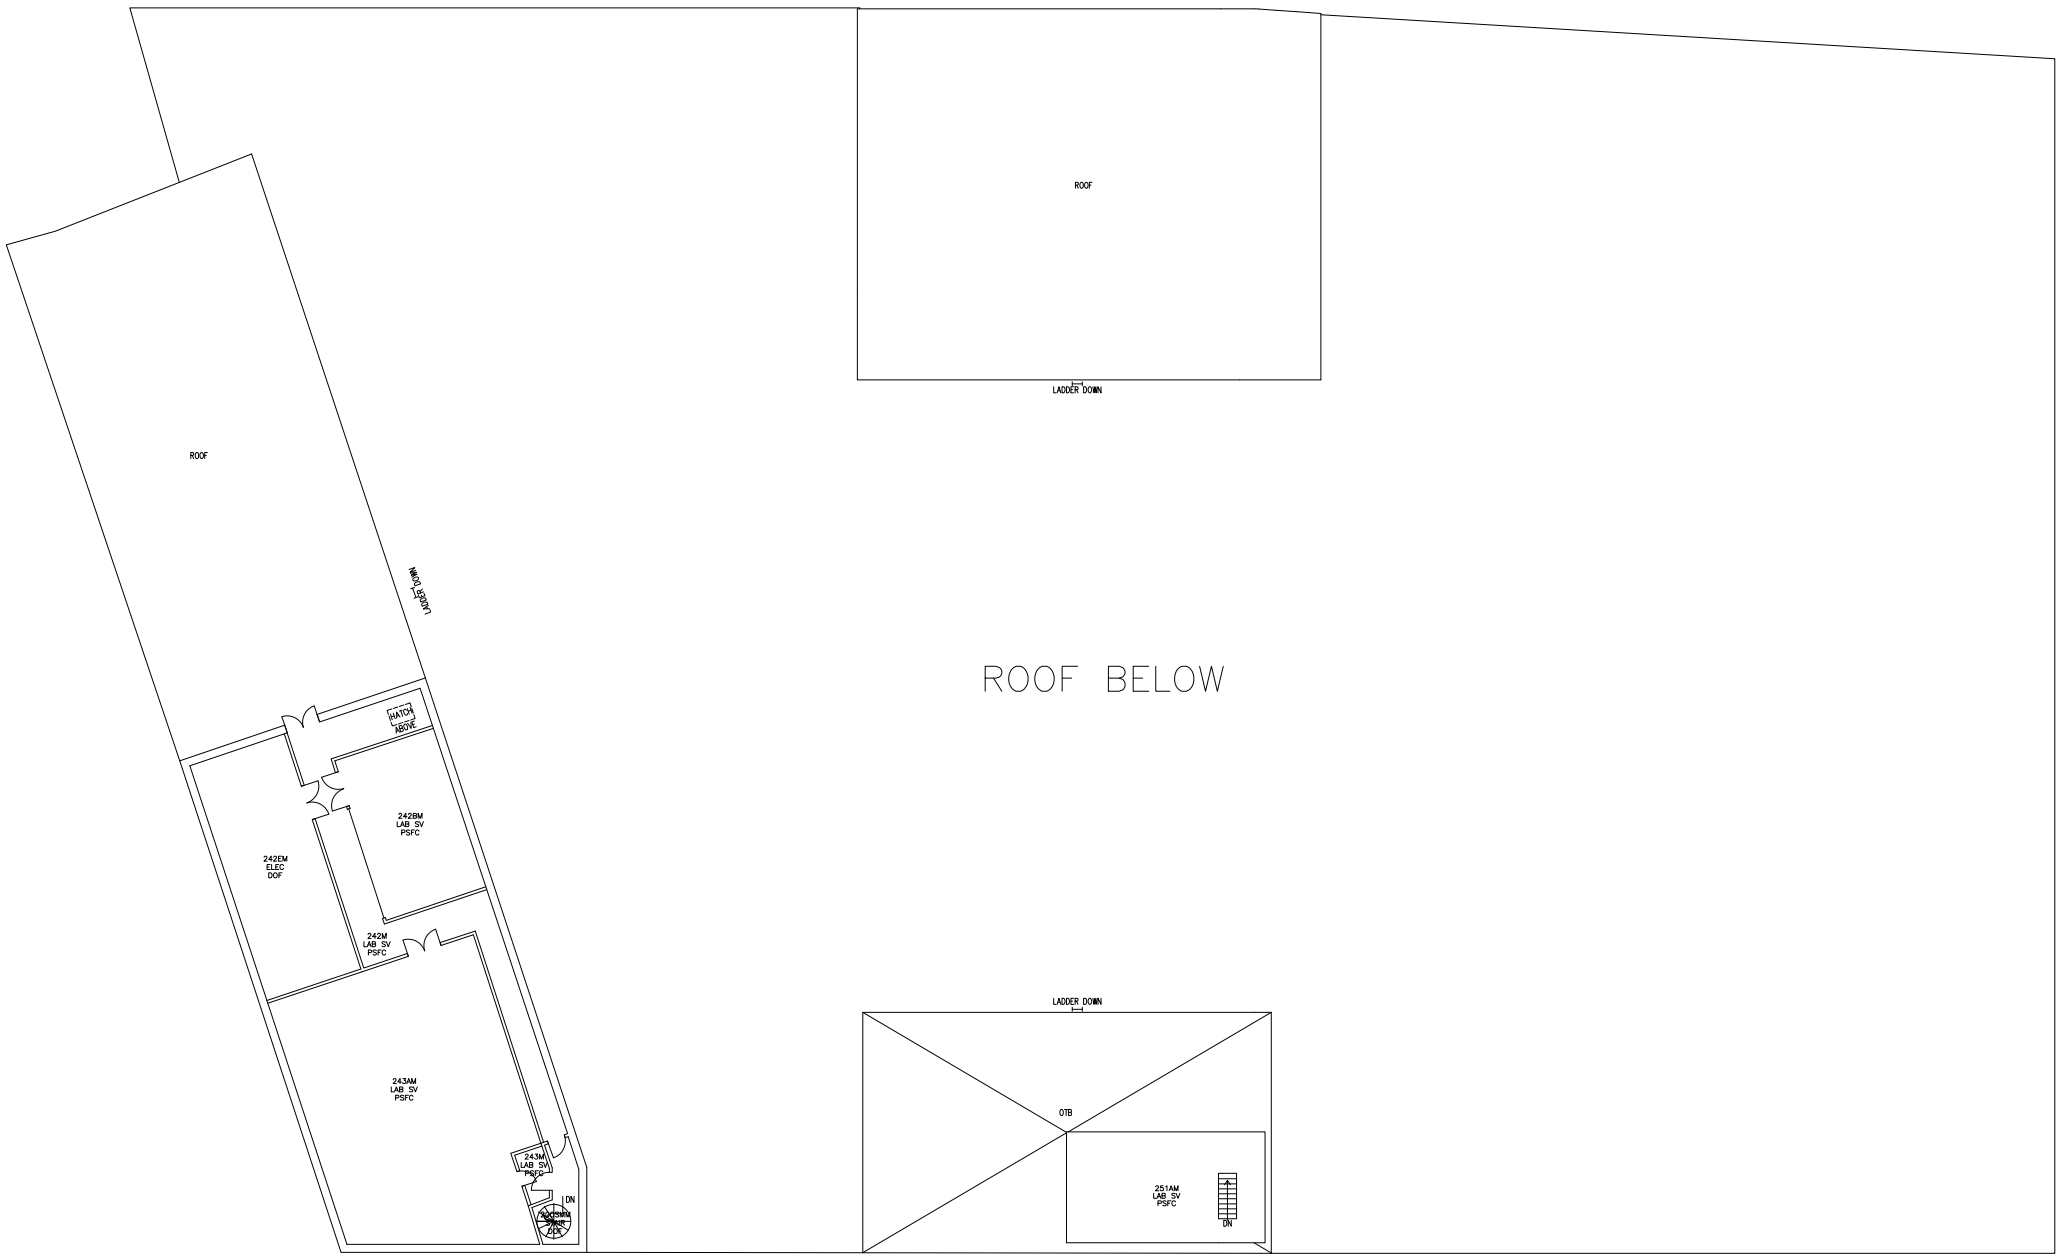 ROOF
LADDER DOWN
ROOF
LADDER DOWN
ROOF BELOW
HATCH
ABOVE
242BM
LAB SV
PSFC
242EM
ELEC
DOF
242M
LAB SV
PSFC
LADDER DOWN
243AM
LAB SV
PSFC
OTB
243M
LAB SV
PSFC
251AM
LAB SV
PSFC
DN
DN
STAIR
DOF